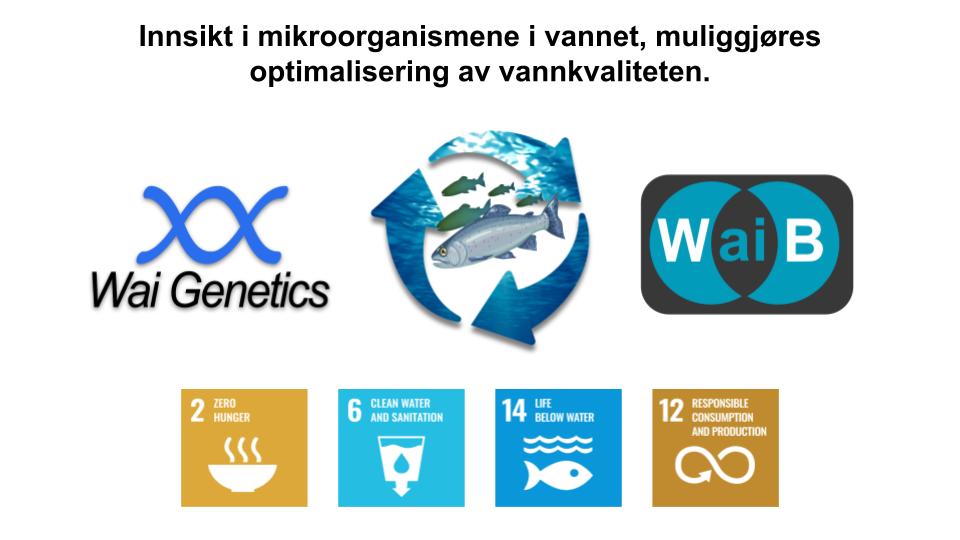 Innsikt i mikroorganismene i vannet, muliggjøres
optimalisering av vannkvaliteten.
Wai Genetics
WaiB
2 ZERO
HUNGER
6 CLEAN WATER
AND SANITATION
14 LIFE
BELOW WATER
12 RESPONSIBLE
CONSUMPTION
AND PRODUCTION